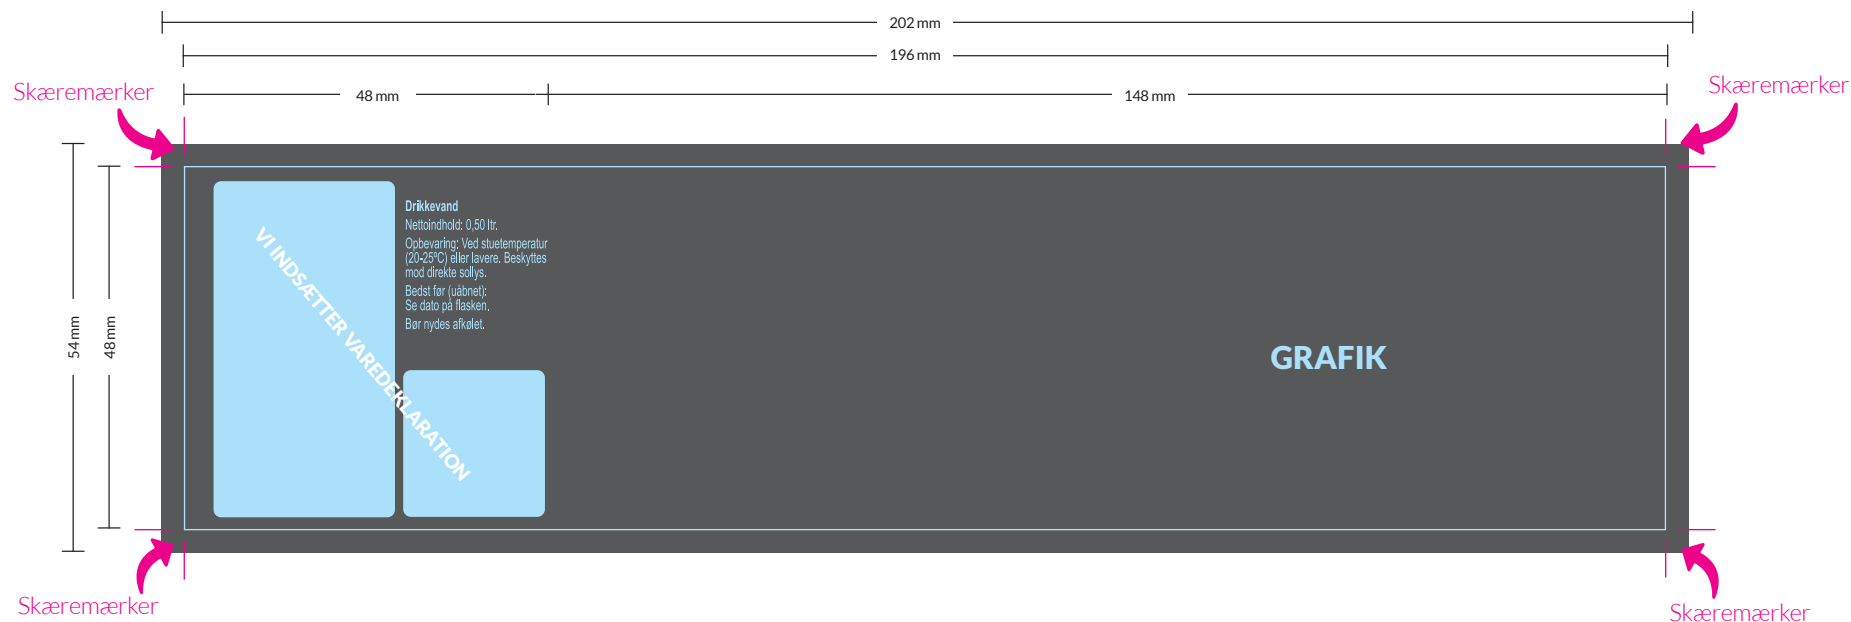 202 mm
196 mm
48 mm
148 mm
Skæremærker
Skæremærker
54 mm
48 mm
VI INDSÆTTER VAREDEKLARATION
Drikkevand
Nettoindhold: 0,50 ltr.
Opbevaring: Ved stuetemperatur
(20-25°C) eller lavere. Beskyttes
mod direkte sollys.
Bedst før (uåbnet):
Se dato på flasken.
Bør nydes afkølet.
GRAFIK
Skæremærker
Skæremærker